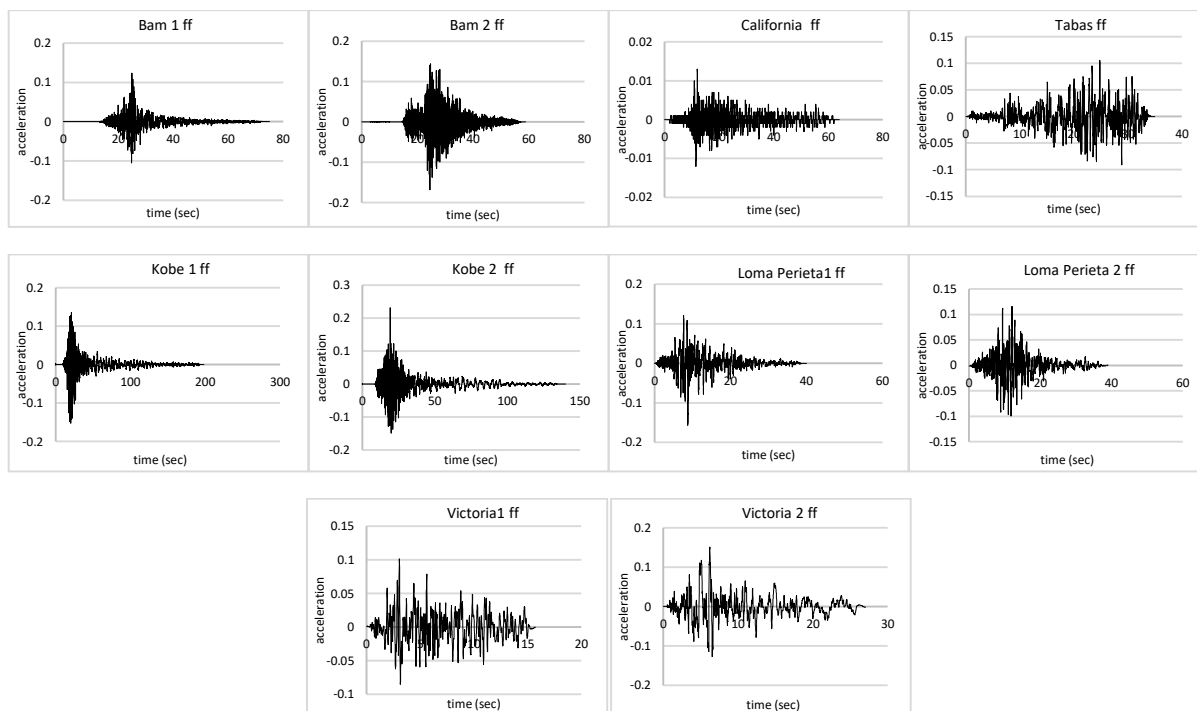 Bam 1 ff
acceleration
0.2
0.1
0
-0.1
-0.2
0 20 40 60 80
time (sec)
Bam 2 ff
acceleration
0.2
0.1
0
-0.1
-0.2
0 20 40 60 80
time (sec)
California ff
acceleration
0.02
0.01
0
-0.01
-0.02
0 20 40 60 80
time (sec)
Tabas ff
acceleration
0.15
0.1
0.05
0
-0.05
-0.1
-0.15
0 10 20 30 40
time (sec)
Kobe 1 ff
acceleration
0.2
0.1
0
-0.1
-0.2
0 100 200 300
time (sec)
Kobe 2 ff
acceleration
0.3
0.2
0.1
0
-0.1
-0.2
0 50 100 150
time (sec)
Loma Perieta1 ff
acceleration
0.2
0.1
0
-0.1
-0.2
0 20 40 60
time (sec)
Loma Perieta 2 ff
acceleration
0.15
0.1
0.05
0
-0.05
-0.1
-0.15
0 20 40 60
time (sec)
Victoria1 ff
acceleration
0.15
0.1
0.05
0
-0.05
-0.1
0 5 10 15 20
time (sec)
Victoria 2 ff
acceleration
0.2
0.1
0
-0.1
-0.2
0 10 20 30
time (sec)